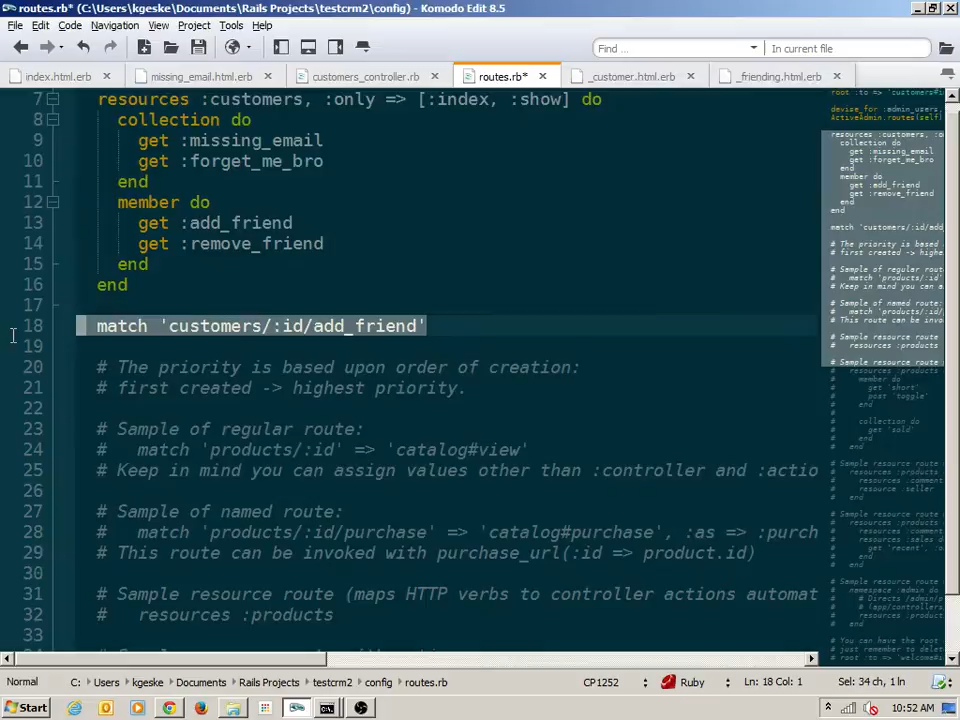 routes.rb* (C:\Users\kgeske\Documents\Rails Projects\testcrm2\config) - Komodo Edit 8.5
File Edit Code Navigation View Project Tools Help
Find ... In current file
index.html.erb missing_email.html.erb customers_controller.rb routes.rb* _customer.html.erb _friending.html.erb
7 resources :customers, :only => [:index, :show] do
8 collection do
9 get :missing_email
10 get :forget_me_bro
11 end
12 member do
13 get :add_friend
14 get :remove_friend
15 end
16 end
17
18 match 'customers/:id/add_friend'
19
20 # The priority is based upon order of creation:
21 # first created -> highest priority.
22
23 # Sample of regular route:
24 #   match 'products/:id' => 'catalog#view'
25 # Keep in mind you can assign values other than :controller and :actio
26
27 # Sample of named route:
28 #   match 'products/:id/purchase' => 'catalog#purchase', :as => :purch
29 # This route can be invoked with purchase_url(:id => product.id)
30
31 # Sample resource route (maps HTTP verbs to controller actions automat
32 #   resources :products
33
Normal C: Users kgeske Documents Rails Projects testcrm2 config routes.rb CP1252 Ruby Ln: 18 Col: 1 Sel: 34 ch, 1 ln
Start 10:52 AM